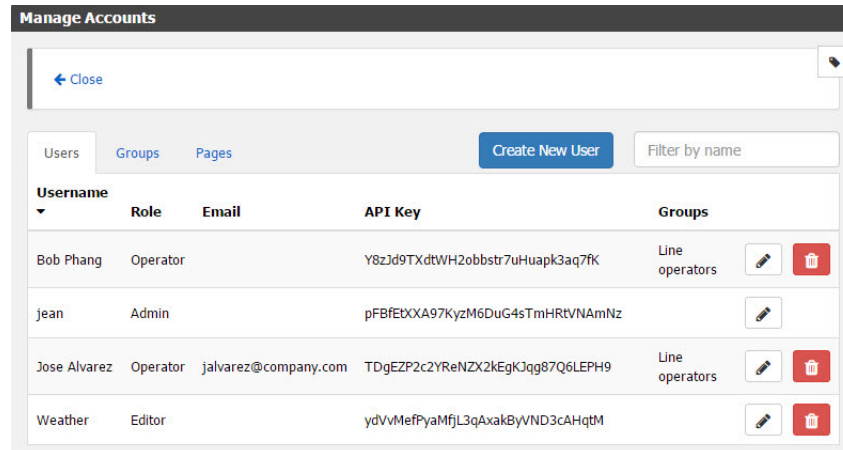 Manage Accounts
Close
Users Groups Pages Create New User Filter by name
Username
Role Email API Key Groups
Bob Phang Operator Y8zJd9TXdtWH2obbstr7uHuapk3aq7fK Line
operators
jean Admin pFBfEtXXA97KyzM6DuG4sTmHRtVNAmNz
Jose Alvarez Operator jalvarez@company.com TDgEZP2c2YReNZX2kEgKJqg87Q6LEPH9 Line
operators
Weather Editor ydVvMefPyaMfjL3qAxakByVND3cAHqtM